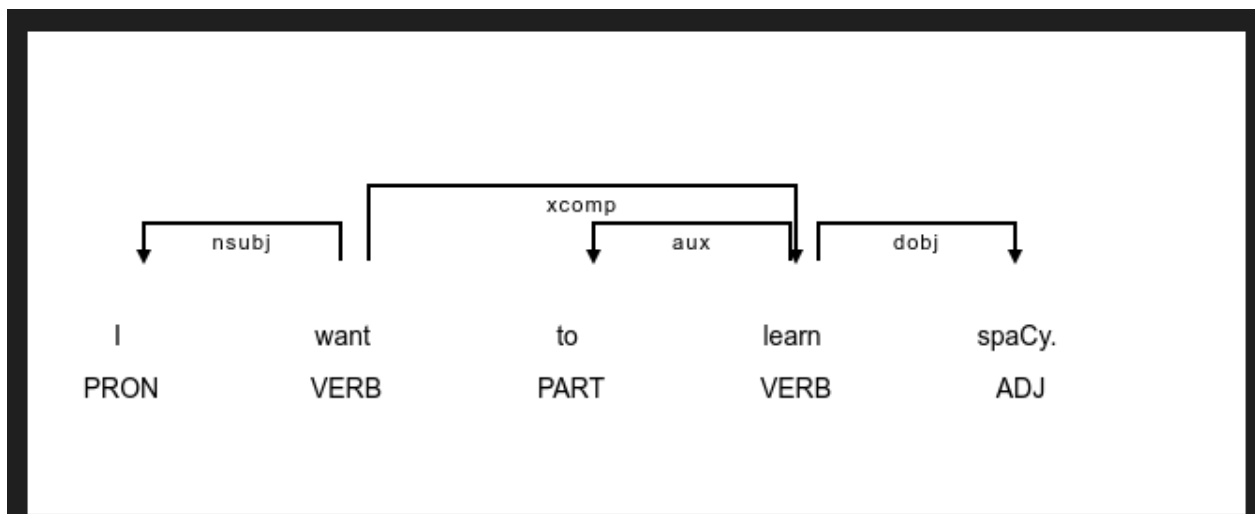 xcomp
nsubj aux dobj
I want to learn spaCy.
PRON VERB PART VERB ADJ